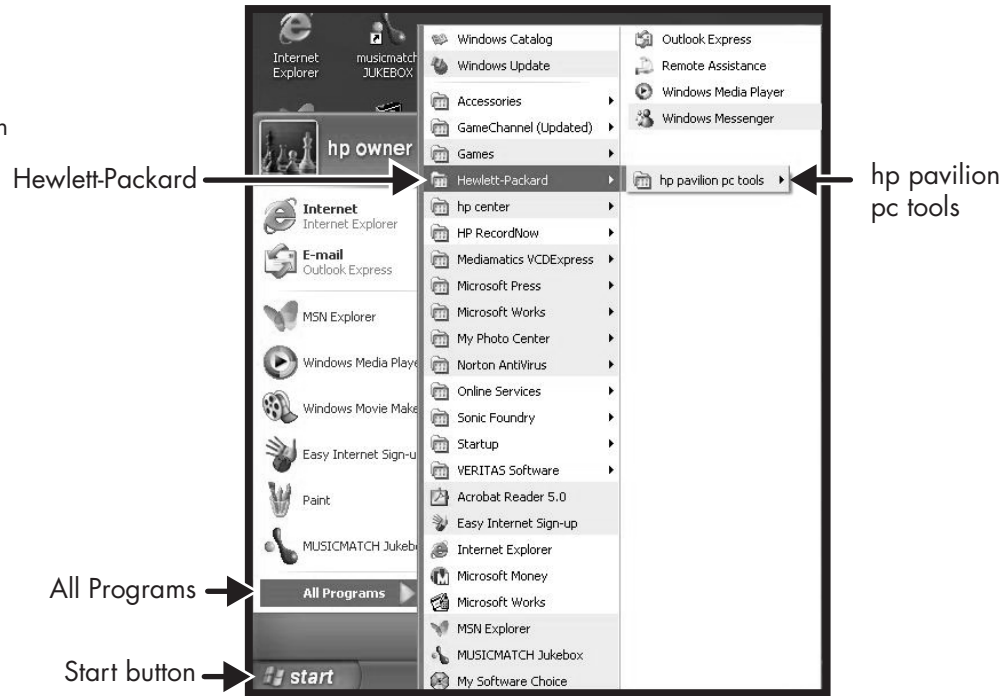 Internet
Explorer
musicmatch
JUKEBOX
n
hp owner
Internet
Internet Explorer
E-mail
Outlook Express
MSN Explorer
Windows Media Playe
Windows Movie Make
Easy Internet Sign-u
Paint
MUSICMATCH Jukeb
All Programs
start
Windows Catalog
Windows Update
Accessories
GameChannel (Updated)
Games
Hewlett-Packard
hp center
HP RecordNow
Mediamatics VCDExpress
Microsoft Press
Microsoft Works
My Photo Center
Norton AntiVirus
Online Services
Sonic Foundry
Startup
VERITAS Software
Acrobat Reader 5.0
Easy Internet Sign-up
Internet Explorer
Microsoft Money
Microsoft Works
MSN Explorer
MUSICMATCH Jukebox
My Software Choice
Outlook Express
Remote Assistance
Windows Media Player
Windows Messenger
hp pavilion pc tools
Hewlett-Packard
All Programs
Start button
hp pavilion
pc tools